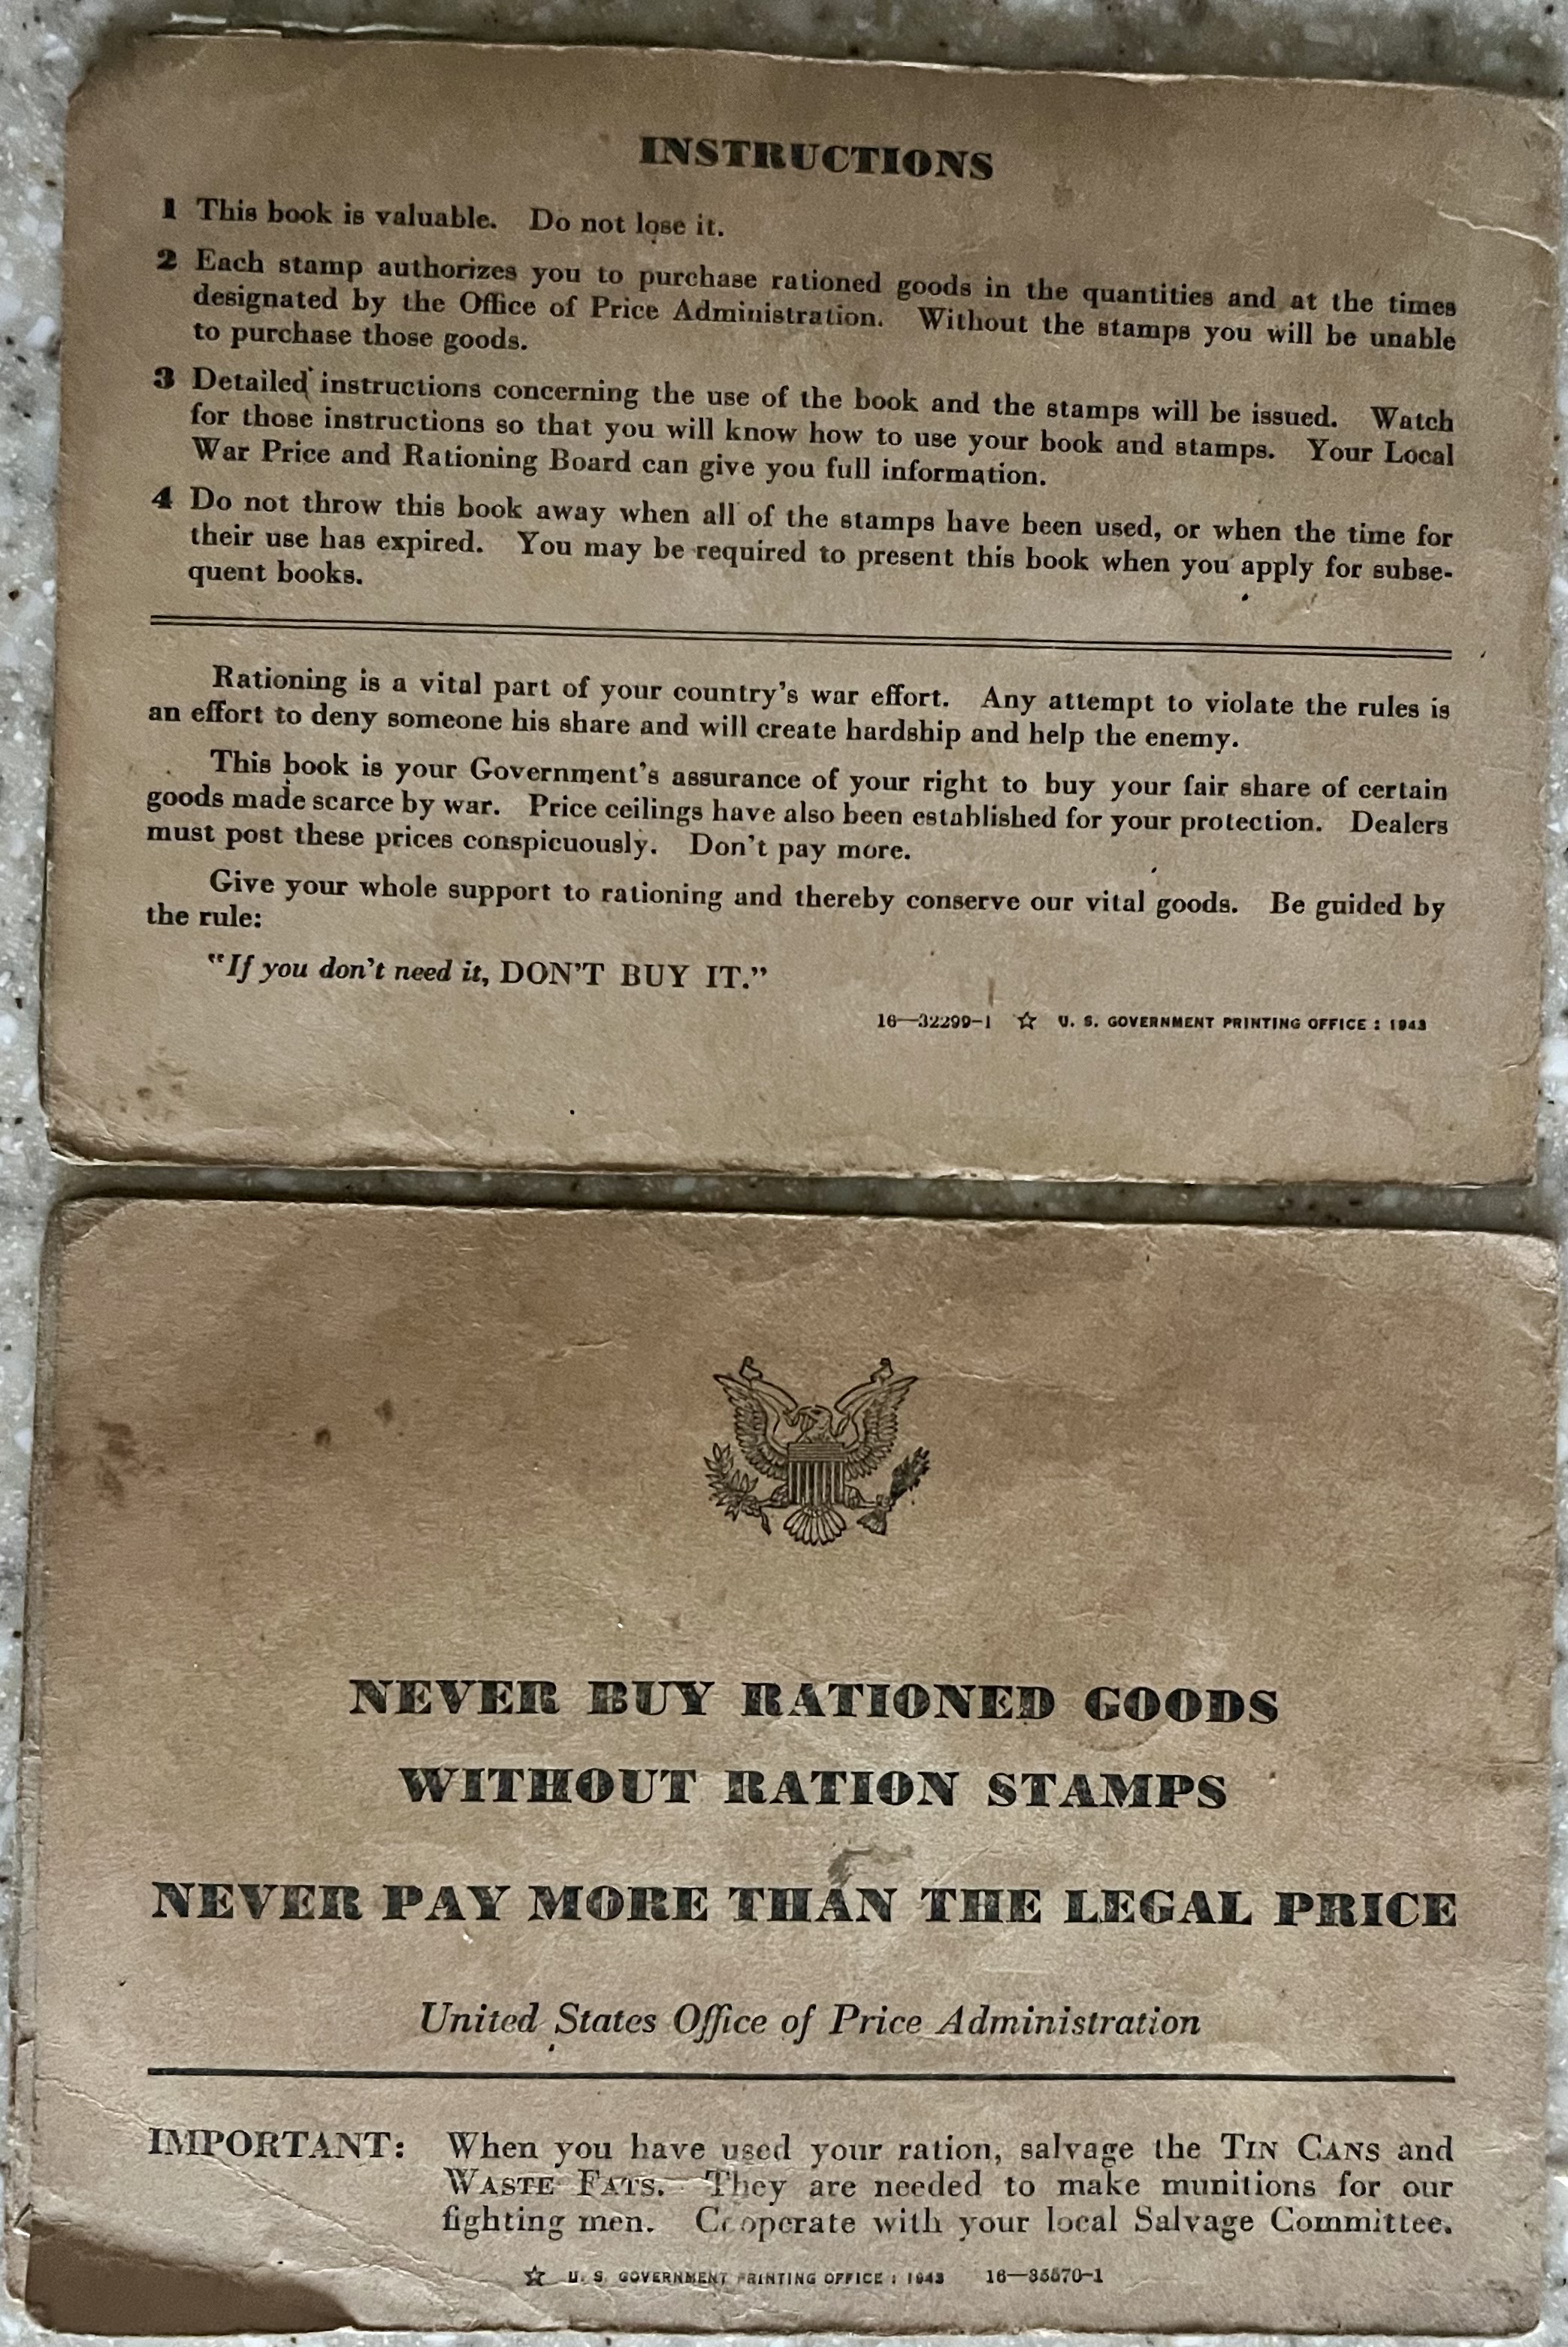 INSTRUCTIONS
1 This book is valuable. Do not lose it.
2 Each stamp authorizes you to purchase rationed goods in the quantities and at the times
designated by the Office of Price Administration. Without the stamps you will be unable
to purchase those goods.
3 Detailed instructions concerning the use of the book and the stamps will be issued. Watch
for those instructions so that you will know how to use your book and stamps. Your Local
War Price and Rationing Board can give you full information.
4 Do not throw this book away when all of the stamps have been used, or when the time for
their use has expired. You may be required to present this book when you apply for subse-
quent books.
Rationing is a vital part of your country's war effort. Any attempt to violate the rules is
an effort to deny someone his share and will create hardship and help the enemy.
This book is your Government's assurance of your right to buy your fair share of certain
goods made scarce by war. Price ceilings have also been established for your protection. Dealers
must post these prices conspicuously. Don't pay more.
Give your whole support to rationing and thereby conserve our vital goods. Be guided by
the rule:
"If you don't need it, DON'T BUY IT."
16—32299-1 ☆ U. S. GOVERNMENT PRINTING OFFICE : 1943
NEVER BUY RATIONED GOODS
WITHOUT RATION STAMPS
NEVER PAY MORE THAN THE LEGAL PRICE
United States Office of Price Administration
IMPORTANT: When you have used your ration, salvage the TIN CANS and
WASTE FATS. They are needed to make munitions for our
fighting men. Cooperate with your local Salvage Committee.
☆ U. S. GOVERNMENT PRINTING OFFICE : 1943 16—35570-1